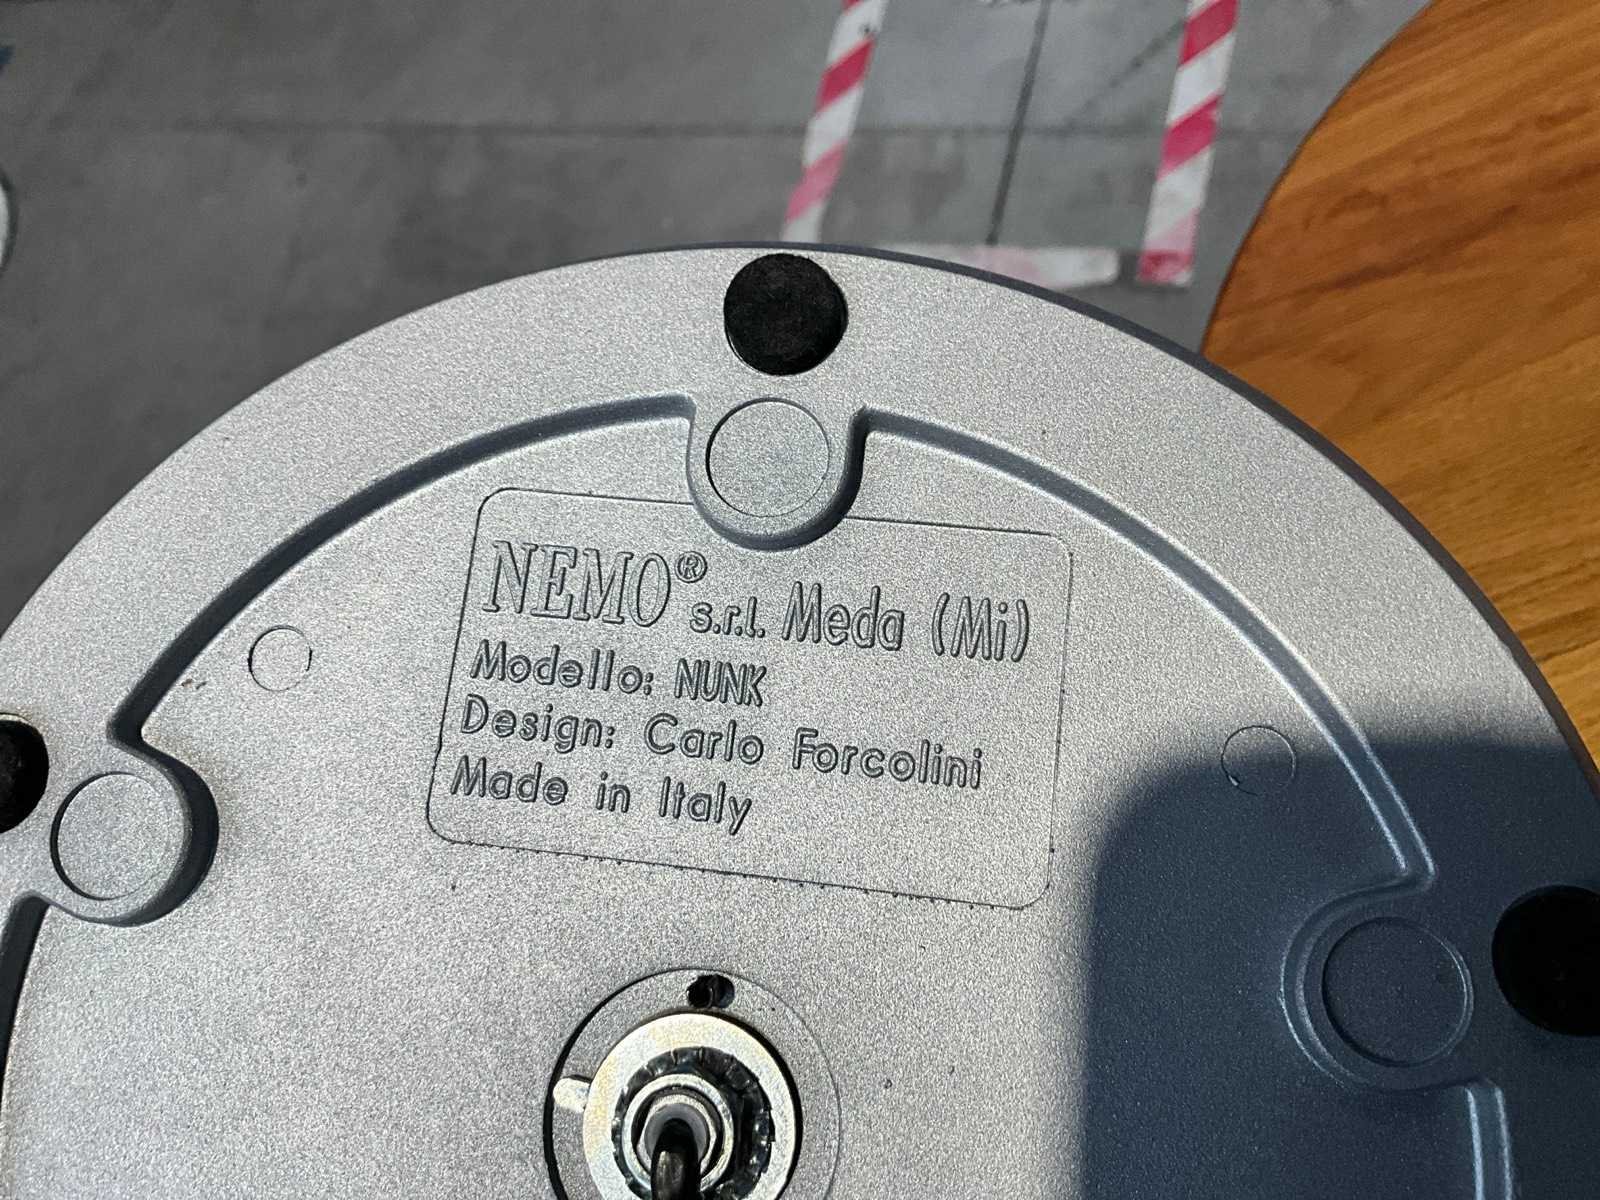 NEMO® s.r.l. Meda (Mi)
Modello: NUNK
Design: Carlo Forcolini
Made in Italy